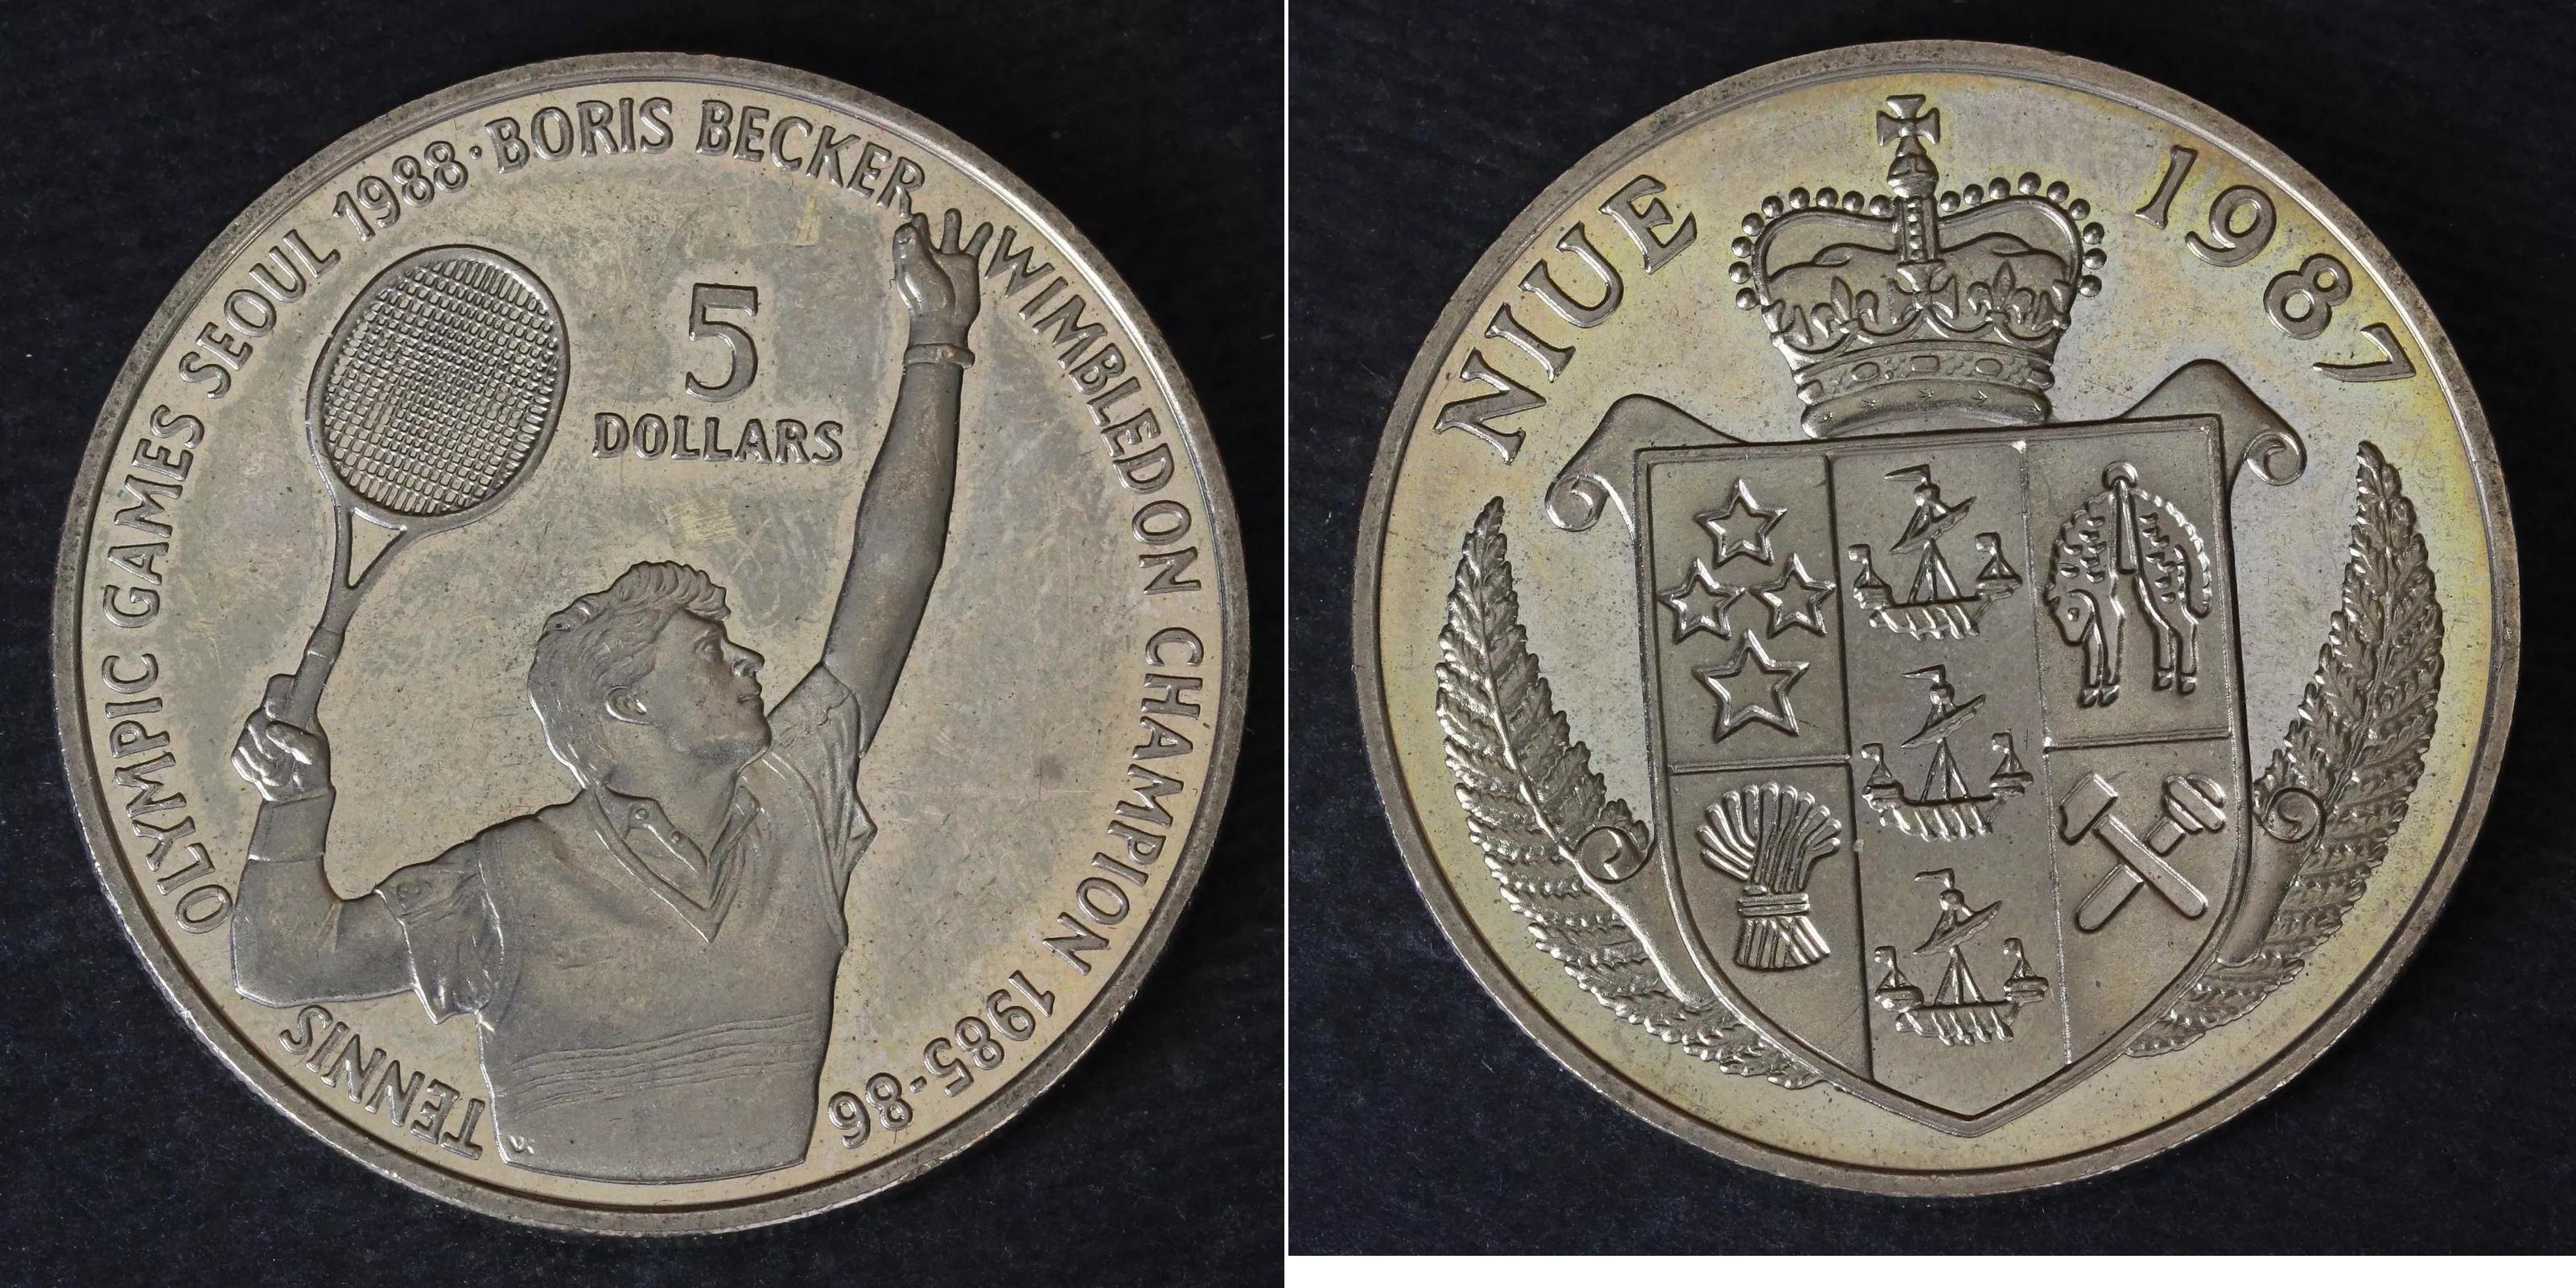 OLYMPIC GAMES SEOUL 1988 · BORIS BECKER WIMBLEDON CHAMPION 1985-86
5
DOLLARS
TENNIS
NIUE 1987